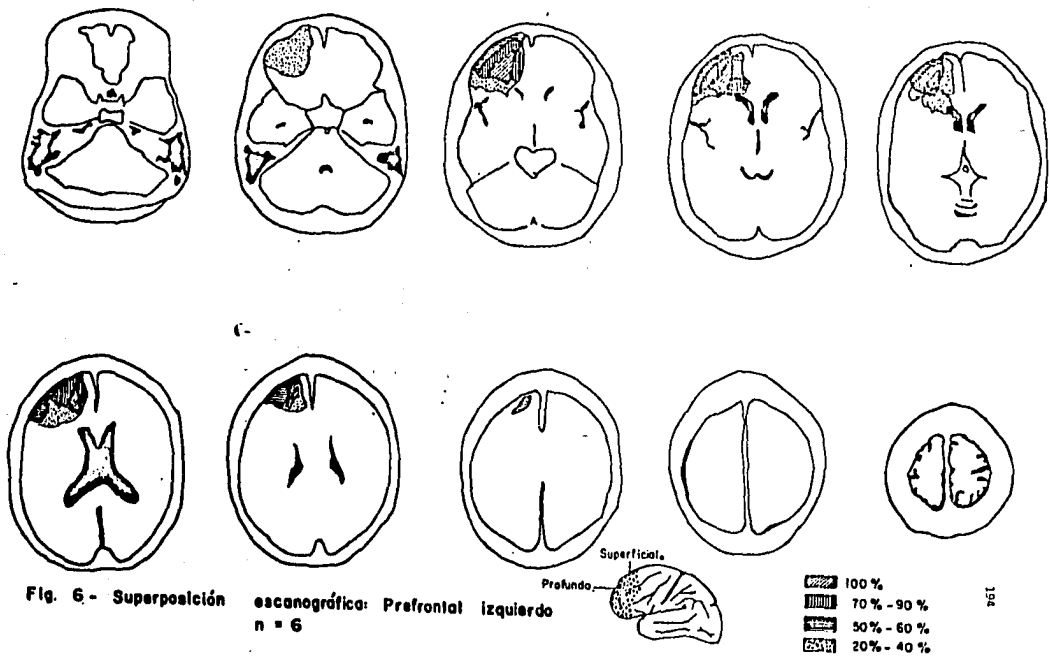 Superficial.
Profundo.
Fig. 6 - Superposición escanográfica: Prefrontal izquierdo
n = 6
100 %
70 % - 90 %
50 % - 60 %
20 % - 40 %
194